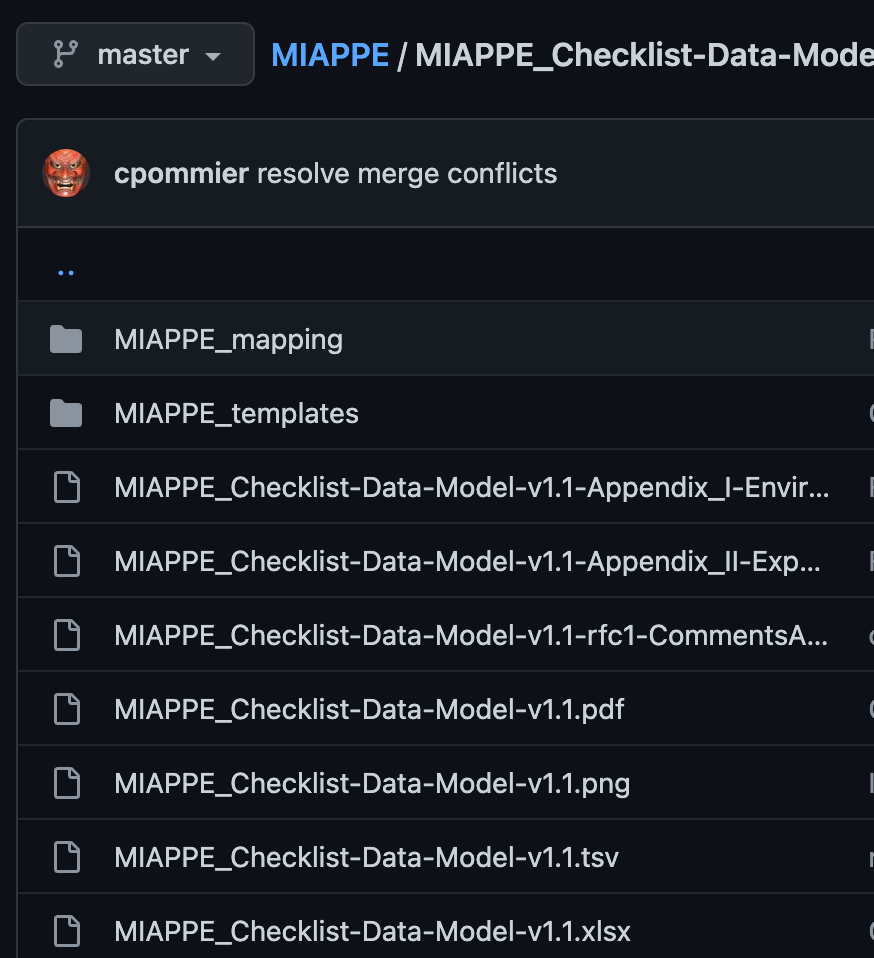 master MIAPPE / MIAPPE_Checklist-Data-Mode
cpommier resolve merge conflicts
..
MIAPPE_mapping
MIAPPE_templates
MIAPPE_Checklist-Data-Model-v1.1-Appendix_I-Envir...
MIAPPE_Checklist-Data-Model-v1.1-Appendix_II-Exp...
MIAPPE_Checklist-Data-Model-v1.1-rfc1-CommentsA...
MIAPPE_Checklist-Data-Model-v1.1.pdf
MIAPPE_Checklist-Data-Model-v1.1.png
MIAPPE_Checklist-Data-Model-v1.1.tsv
MIAPPE_Checklist-Data-Model-v1.1.xlsx